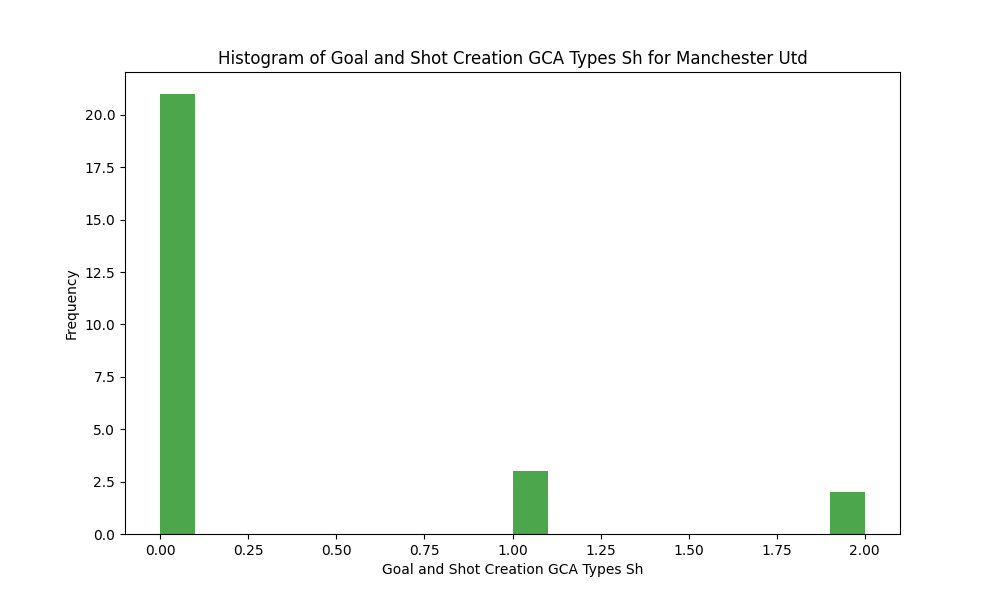 Histogram of Goal and Shot Creation GCA Types Sh for Manchester Utd
20.0
17.5
15.0
12.5
10.0
7.5
5.0
2.5
0.0
Frequency
0.00 0.25 0.50 0.75 1.00 1.25 1.50 1.75 2.00
Goal and Shot Creation GCA Types Sh